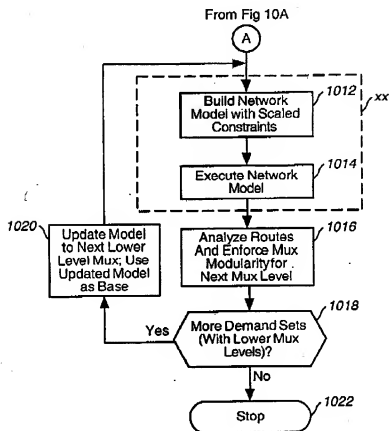 From Fig 10A
A
xx
1012
Build Network
Model with Scaled
Constraints
1014
Execute Network
Model
1016
Analyze Routes
And Enforce Mux
Modularity for
Next Mux Level
1020
Update Model
to Next Lower
Level Mux; Use
Updated Model
as Base
1018
More Demand Sets
(With Lower Mux
Levels)?
Yes
No
1022
Stop